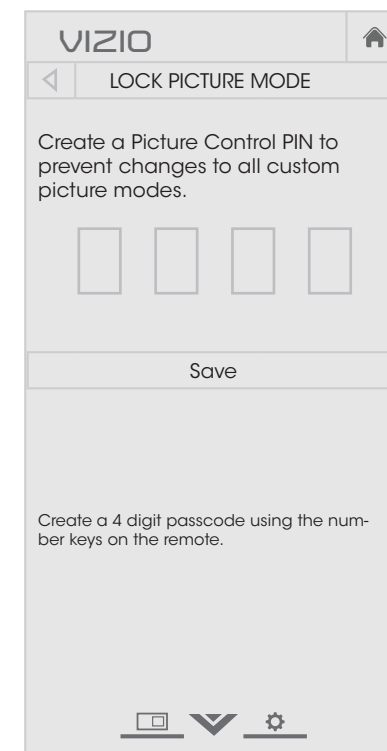 VIZIO
LOCK PICTURE MODE
Create a Picture Control PIN to
prevent changes to all custom
picture modes.
Save
Create a 4 digit passcode using the num-
ber keys on the remote.